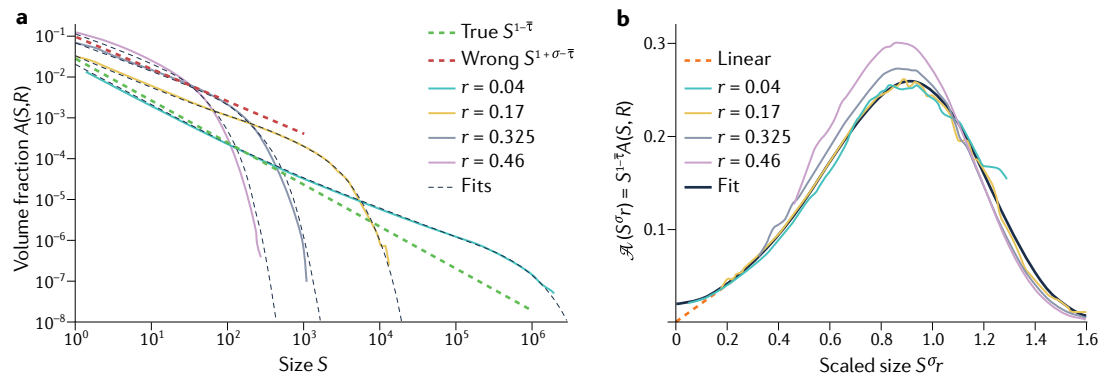 a
Volume fraction A(S,R)
10⁻¹
10⁻²
10⁻³
10⁻⁴
10⁻⁵
10⁻⁶
10⁻⁷
10⁻⁸
10⁰ 10¹ 10² 10³ 10⁴ 10⁵ 10⁶
Size S
True S^{1−τ̄}
Wrong S^{1+σ−τ̄}
r = 0.04
r = 0.17
r = 0.325
r = 0.46
Fits
b
𝒜(S^σr) = S^{1−τ̄}A(S, R)
0.3
0.2
0.1
0 0.2 0.4 0.6 0.8 1.0 1.2 1.4 1.6
Scaled size S^σr
Linear
r = 0.04
r = 0.17
r = 0.325
r = 0.46
Fit